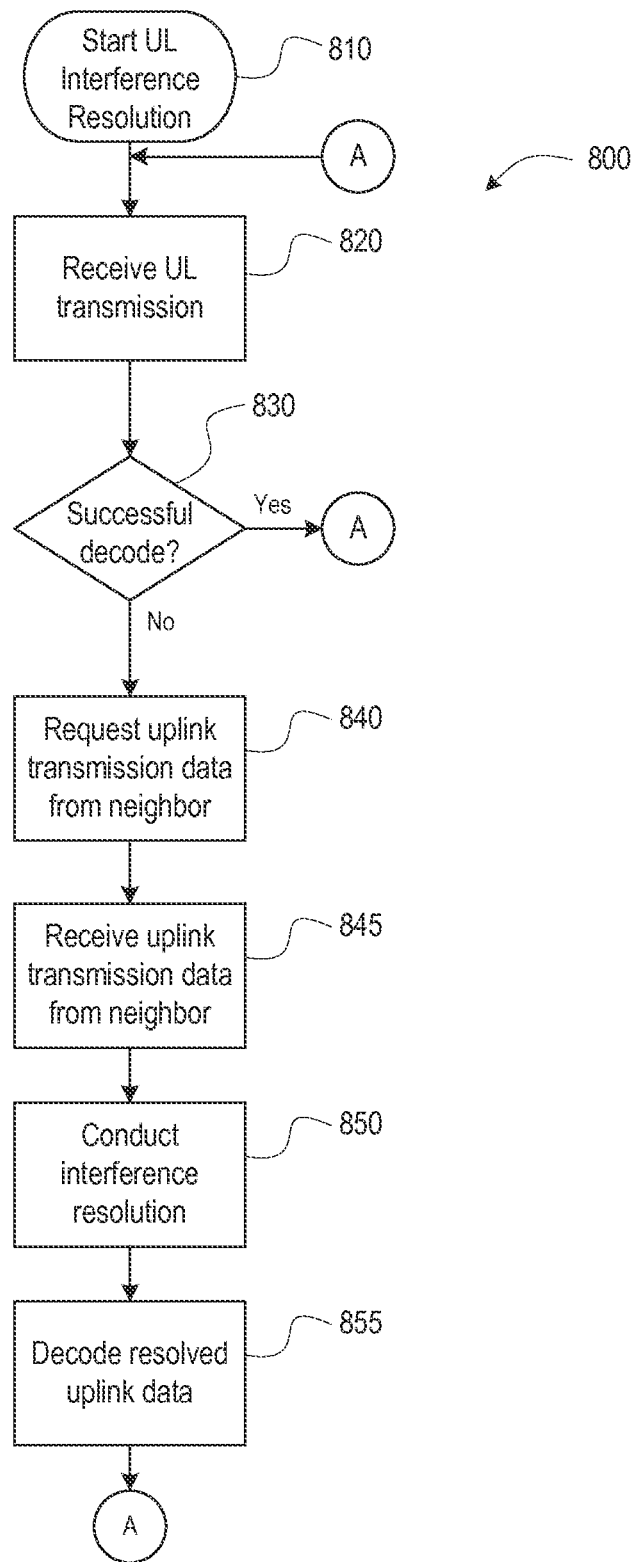 Start UL
Interference
Resolution
810
A
800
Receive UL
transmission
820
830
Successful
decode?
Yes
A
No
Request uplink
transmission data
from neighbor
840
Receive uplink
transmission data
from neighbor
845
Conduct
interference
resolution
850
Decode resolved
uplink data
855
A